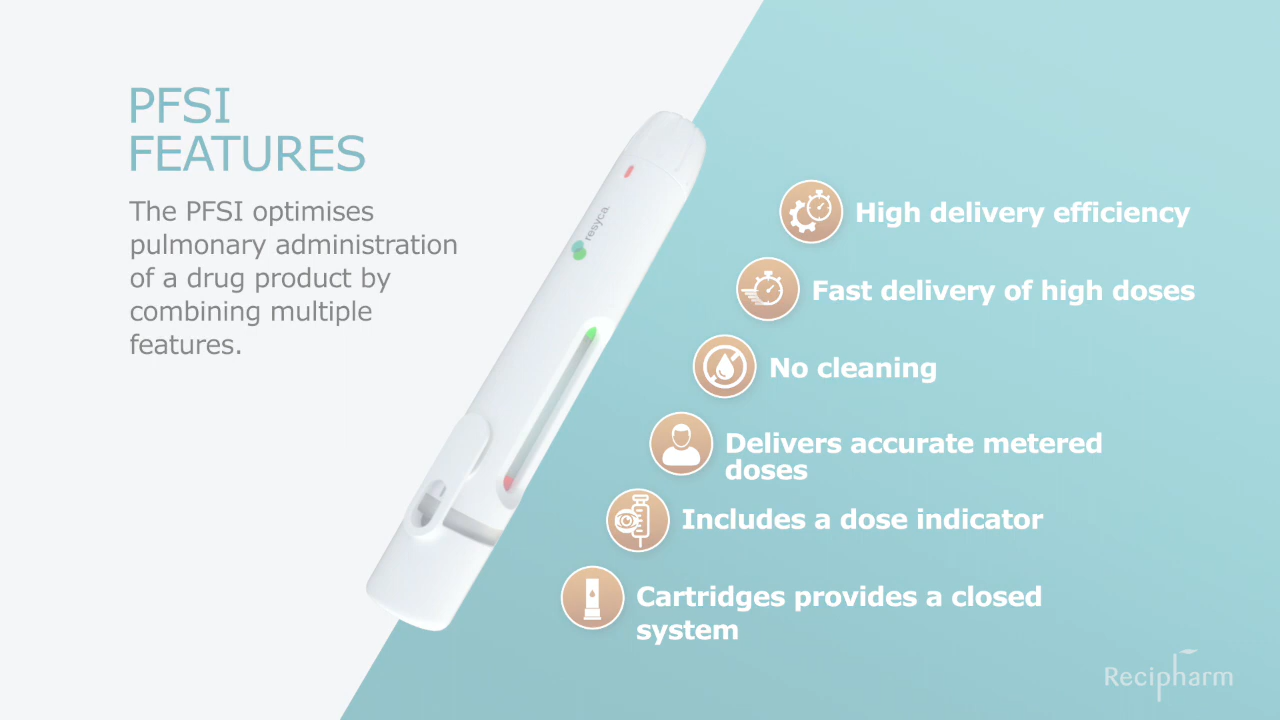 PFSI
FEATURES
The PFSI optimises
pulmonary administration
of a drug product by
combining multiple
features.
resyca
High delivery efficiency
Fast delivery of high doses
No cleaning
Delivers accurate metered
doses
Includes a dose indicator
Cartridges provides a closed
system
Recipharm